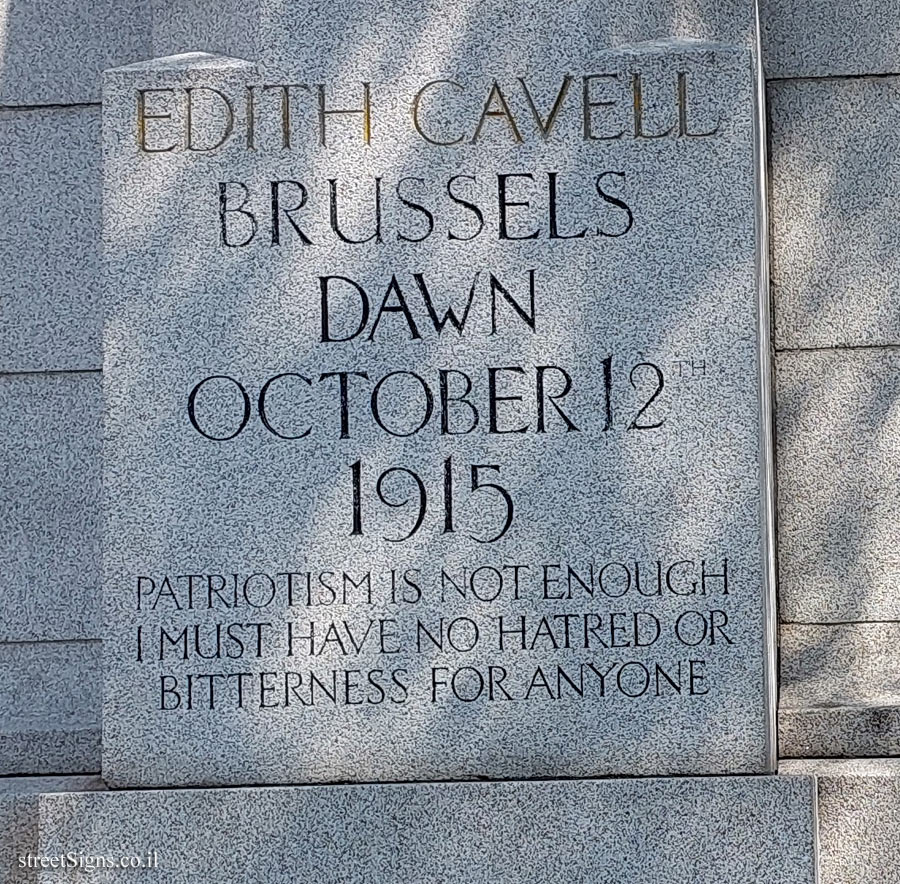 EDITH CAVELL
BRUSSELS
DAWN
OCTOBER 12TH
1915
PATRIOTISM IS NOT ENOUGH
I MUST HAVE NO HATRED OR
BITTERNESS FOR ANYONE
streetSigns.co.il